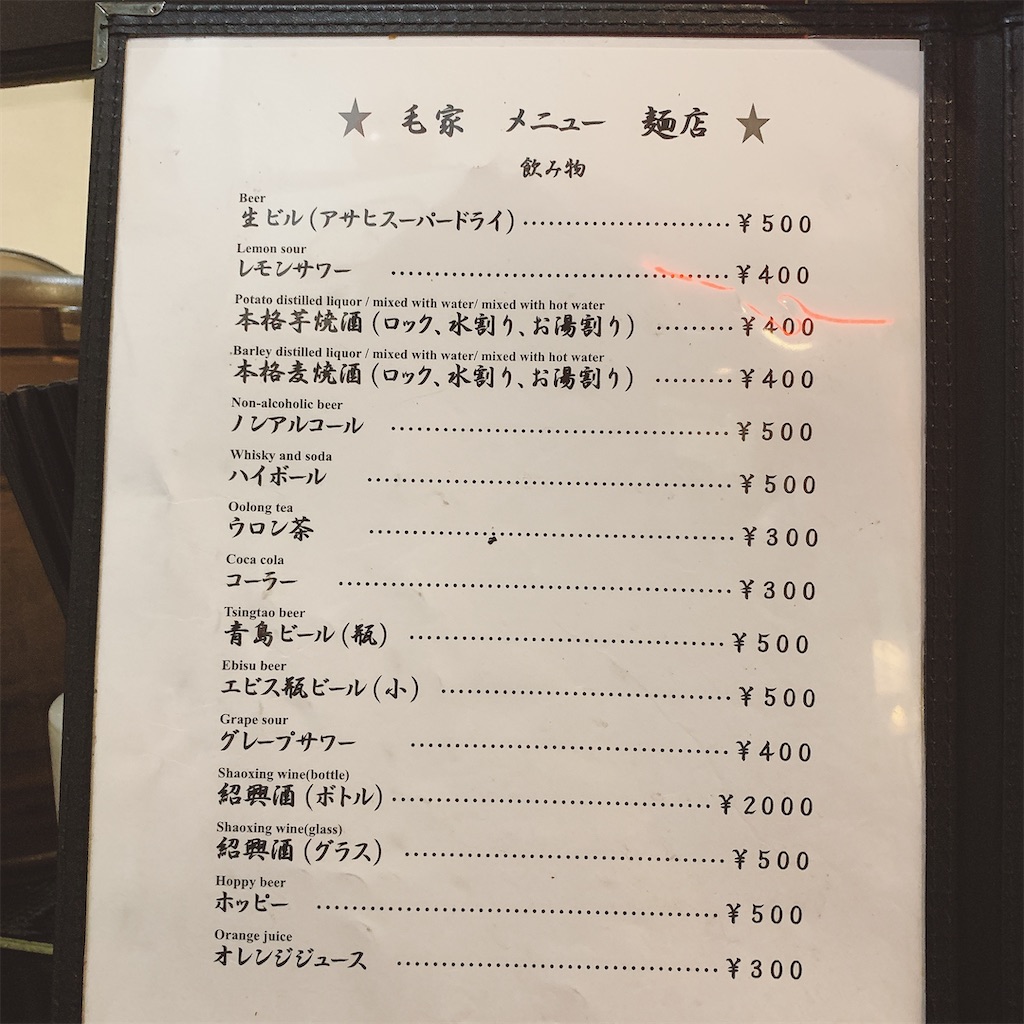 ★ 毛家 メニュー 麺店 ★
飲み物
Beer
生ビル(アサヒスーパードライ)........................¥500
Lemon sour
レモンサワー ........................¥400
Potato distilled liquor / mixed with water/ mixed with hot water
本格芋焼酒(ロック、水割り、お湯割り) .........¥400
Barley distilled liquor / mixed with water/ mixed with hot water
本格麦焼酒(ロック、水割り、お湯割り) .........¥400
Non-alcoholic beer
ノンアルコール ........................¥500
Whisky and soda
ハイボール ........................¥500
Oolong tea
ウロン茶 ........................¥300
Coca cola
コーラー ........................¥300
Tsingtao beer
青島ビール(瓶) ........................¥500
Ebisu beer
エビス瓶ビール(小) ........................¥500
Grape sour
グレープサワー ........................¥400
Shaoxing wine(bottle)
紹興酒(ボトル)........................¥2000
Shaoxing wine(glass)
紹興酒(グラス) ........................¥500
Hoppy beer
ホッピー ........................¥500
Orange juice
オレンジジュース ........................¥300